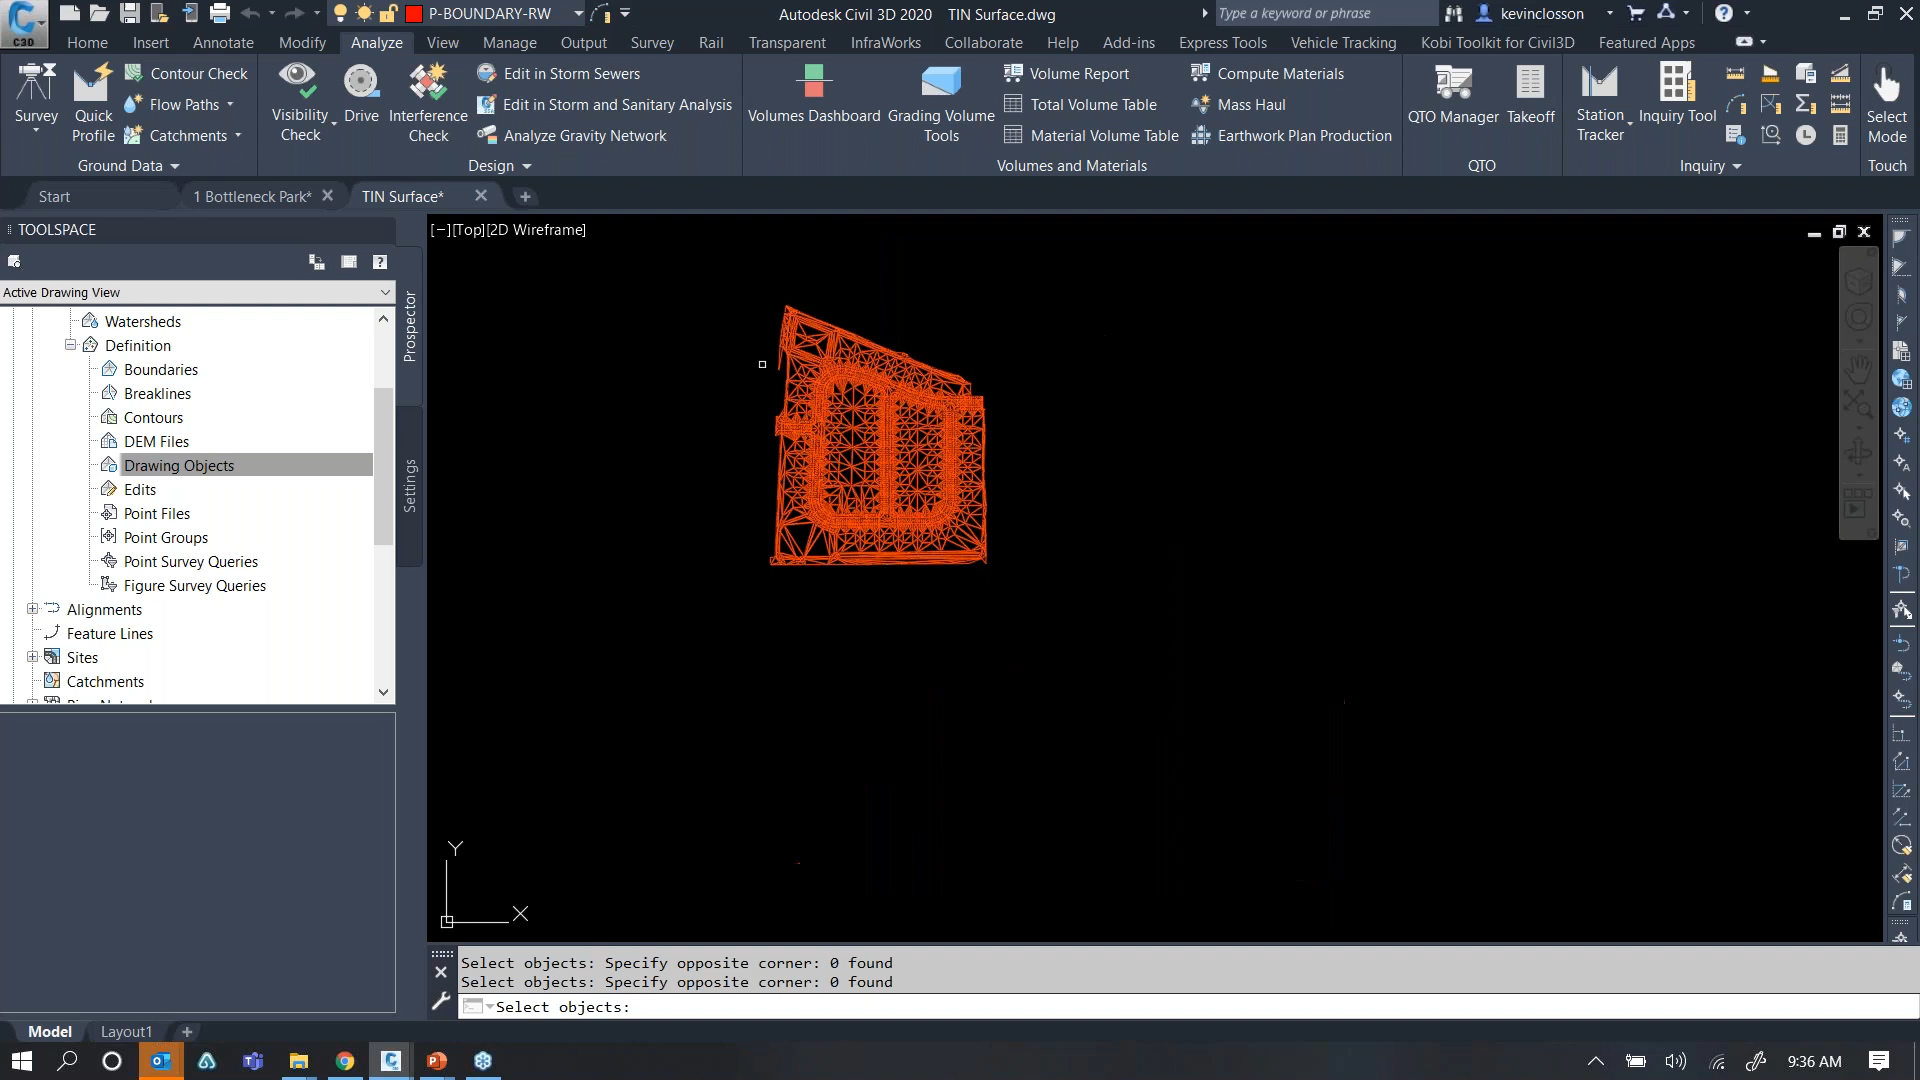 P-BOUNDARY-RW
Autodesk Civil 3D 2020 TIN Surface.dwg
Type a keyword or phrase
kevinclosson
C3D
Home Insert Annotate Modify Analyze View Manage Output Survey Rail Transparent InfraWorks Collaborate Help Add-ins Express Tools Vehicle Tracking Kobi Toolkit for Civil3D Featured Apps
Survey
Quick Profile
Contour Check
Flow Paths
Catchments
Ground Data
Visibility Check
Drive
Interference Check
Edit in Storm Sewers
Edit in Storm and Sanitary Analysis
Analyze Gravity Network
Design
Volumes Dashboard
Grading Volume Tools
Volume Report
Total Volume Table
Material Volume Table
Compute Materials
Mass Haul
Earthwork Plan Production
Volumes and Materials
QTO Manager
Takeoff
QTO
Station Tracker
Inquiry Tool
Inquiry
Select Mode
Touch
Start
1 Bottleneck Park*
TIN Surface*
TOOLSPACE
Active Drawing View
Watersheds
Definition
Boundaries
Breaklines
Contours
DEM Files
Drawing Objects
Edits
Point Files
Point Groups
Point Survey Queries
Figure Survey Queries
Alignments
Feature Lines
Sites
Catchments
Prospector
Settings
[−][Top][2D Wireframe]
Y
X
Select objects: Specify opposite corner: 0 found
Select objects: Specify opposite corner: 0 found
Select objects:
Model
Layout1
9:36 AM